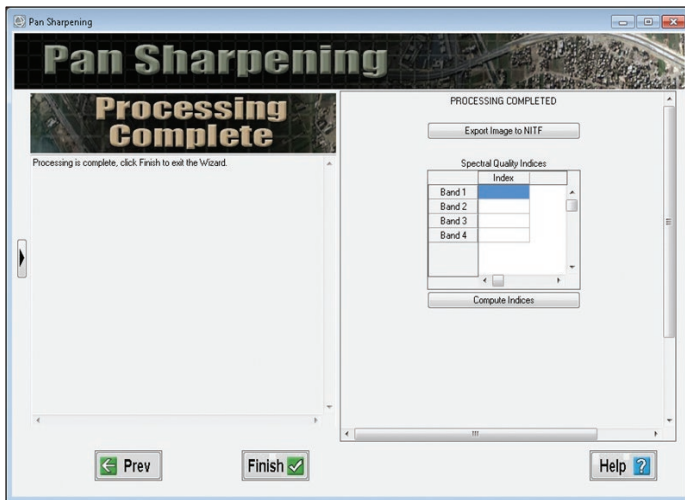 Pan Sharpening
Pan Sharpening
Processing
Complete
Processing is complete, click Finish to exit the Wizard.
PROCESSING COMPLETED
Export Image to NITF
Spectral Quality Indices
Index
Band 1
Band 2
Band 3
Band 4
Compute Indices
Prev
Finish
Help